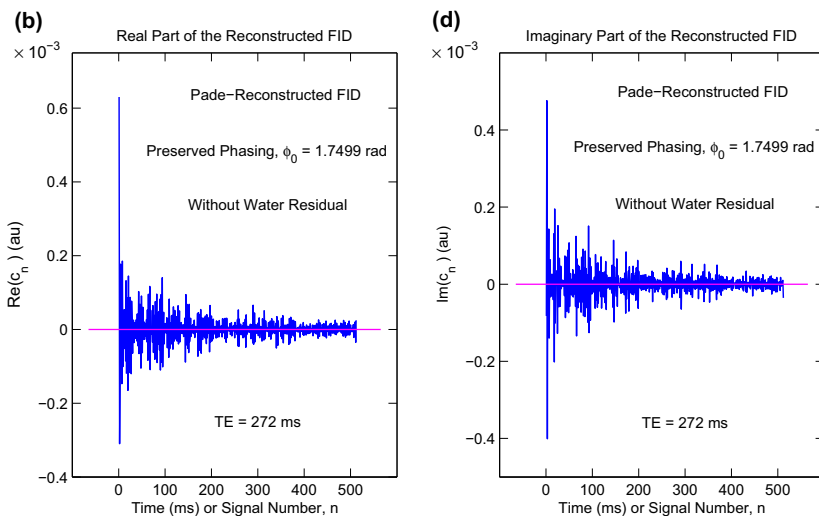 (b)
Real Part of the Reconstructed FID
× 10⁻³
0.6
0.4
0.2
0
−0.2
−0.4
Re(cₙ) (au)
Pade−Reconstructed FID
Preserved Phasing, ϕ₀ = 1.7499 rad
Without Water Residual
TE = 272 ms
0 100 200 300 400 500
Time (ms) or Signal Number, n
(d)
Imaginary Part of the Reconstructed FID
× 10⁻³
0.4
0.2
0
−0.2
−0.4
Im(cₙ) (au)
Pade−Reconstructed FID
Preserved Phasing, ϕ₀ = 1.7499 rad
Without Water Residual
TE = 272 ms
0 100 200 300 400 500
Time (ms) or Signal Number, n